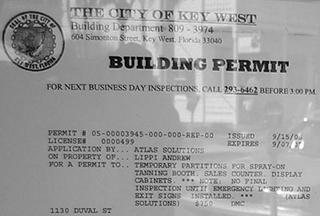 THE CITY OF KEY WEST
Building Department 809 - 3974
604 Simonton Street, Key West, Florida 33040
BUILDING PERMIT
FOR NEXT BUSINESS DAY INSPECTIONS, CALL 293-6462 BEFORE 3:00 PM.
PERMIT # 05-00003945-000-000-REP-00 ISSUED 9/15/06
LICENSE # 0000499 EXPIRES 9/07/
APPLICATION BY... ATLAS SOLUTIONS
ON PROPERTY OF... LIPPI ANDREW
FOR A PERMIT TO.. TEMPORARY PARTITIONS FOR SPRAY-ON
TANNING BOOTH. SALES COUNTER. DISPLAY
CABINETS. *** NOTE: NO FINAL
INSPECTION UNTIL EMERGENCY LIGHTING AND
EXIT SIGNS INSTALLED. *** (ATLAS
SOLUTIONS) DMC
1130 DUVAL ST